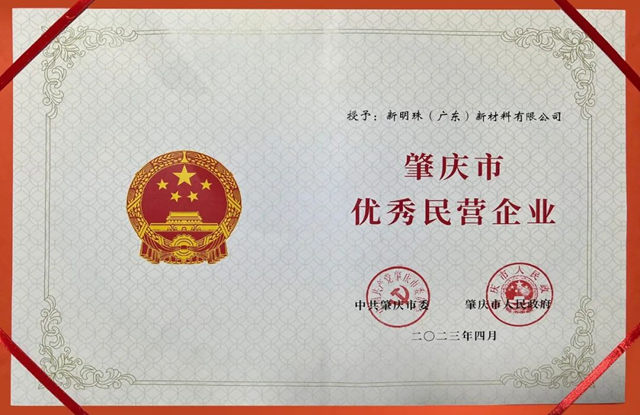 授予：新明珠（广东）新材料有限公司
肇庆市
优秀民营企业
中共肇庆市委 肇庆市人民政府
二〇二三年四月